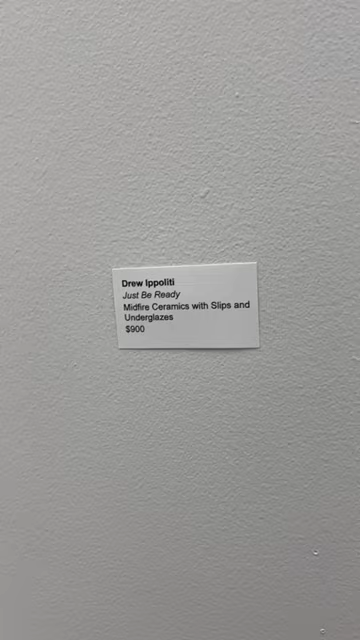 Drew Ippoliti
Just Be Ready
Midfire Ceramics with Slips and
Underglazes
$900